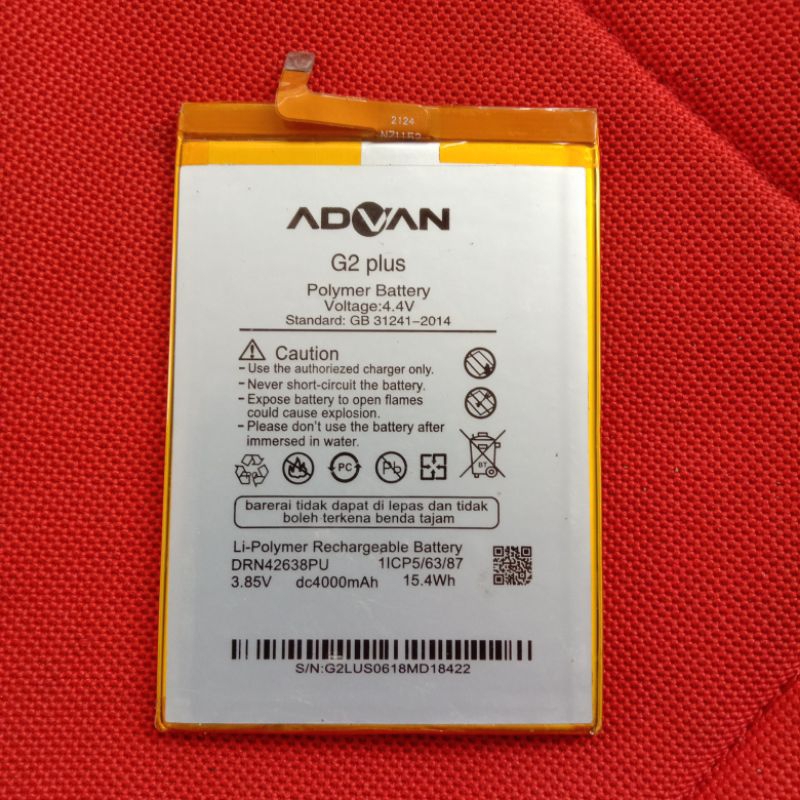 2124
NZ1152
ADVAN
G2 plus
Polymer Battery
Voltage:4.4V
Standard: GB 31241-2014
Caution
- Use the authoriezed charger only.
- Never short-circuit the battery.
- Expose battery to open flames
could cause explosion.
- Please don't use the battery after
immersed in water.
PC
Pb
BT
barerai tidak dapat di lepas dan tidak
boleh terkena benda tajam
Li-Polymer Rechargeable Battery
DRN42638PU 1ICP5/63/87
3.85V dc4000mAh 15.4Wh
S/N:G2LUS0618MD18422